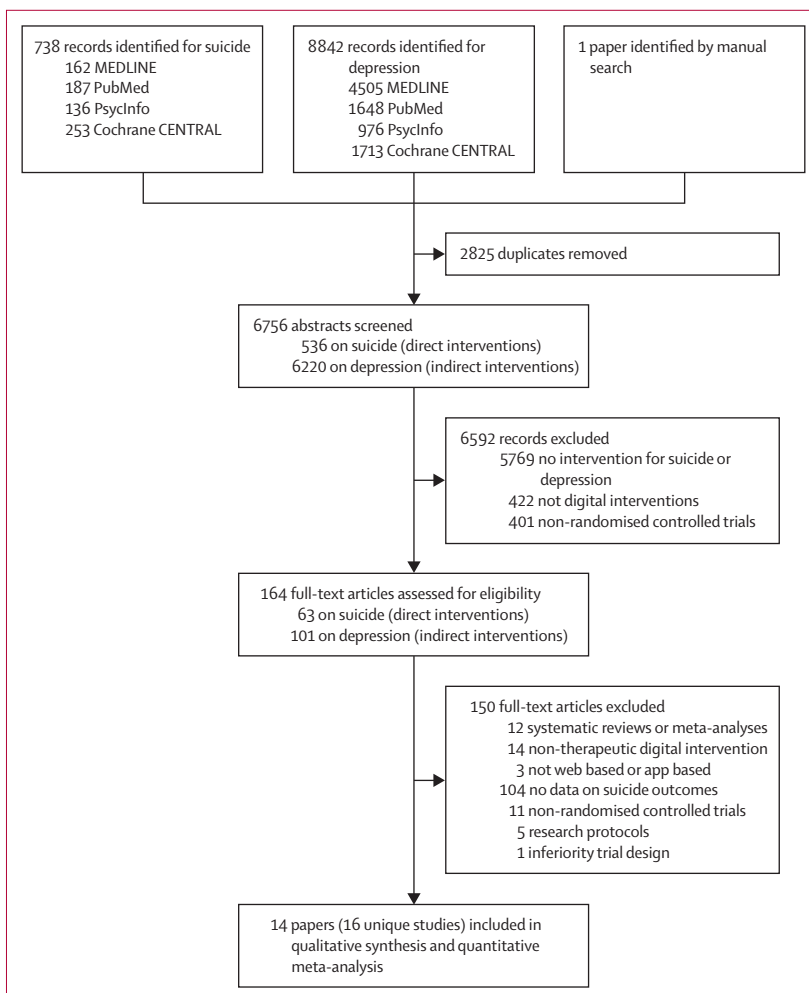 738 records identified for suicide
162 MEDLINE
187 PubMed
136 PsycInfo
253 Cochrane CENTRAL
8842 records identified for
depression
4505 MEDLINE
1648 PubMed
976 PsycInfo
1713 Cochrane CENTRAL
1 paper identified by manual
search
2825 duplicates removed
6756 abstracts screened
536 on suicide (direct interventions)
6220 on depression (indirect interventions)
6592 records excluded
5769 no intervention for suicide or
depression
422 not digital interventions
401 non-randomised controlled trials
164 full-text articles assessed for eligibility
63 on suicide (direct interventions)
101 on depression (indirect interventions)
150 full-text articles excluded
12 systematic reviews or meta-analyses
14 non-therapeutic digital intervention
3 not web based or app based
104 no data on suicide outcomes
11 non-randomised controlled trials
5 research protocols
1 inferiority trial design
14 papers (16 unique studies) included in
qualitative synthesis and quantitative
meta-analysis